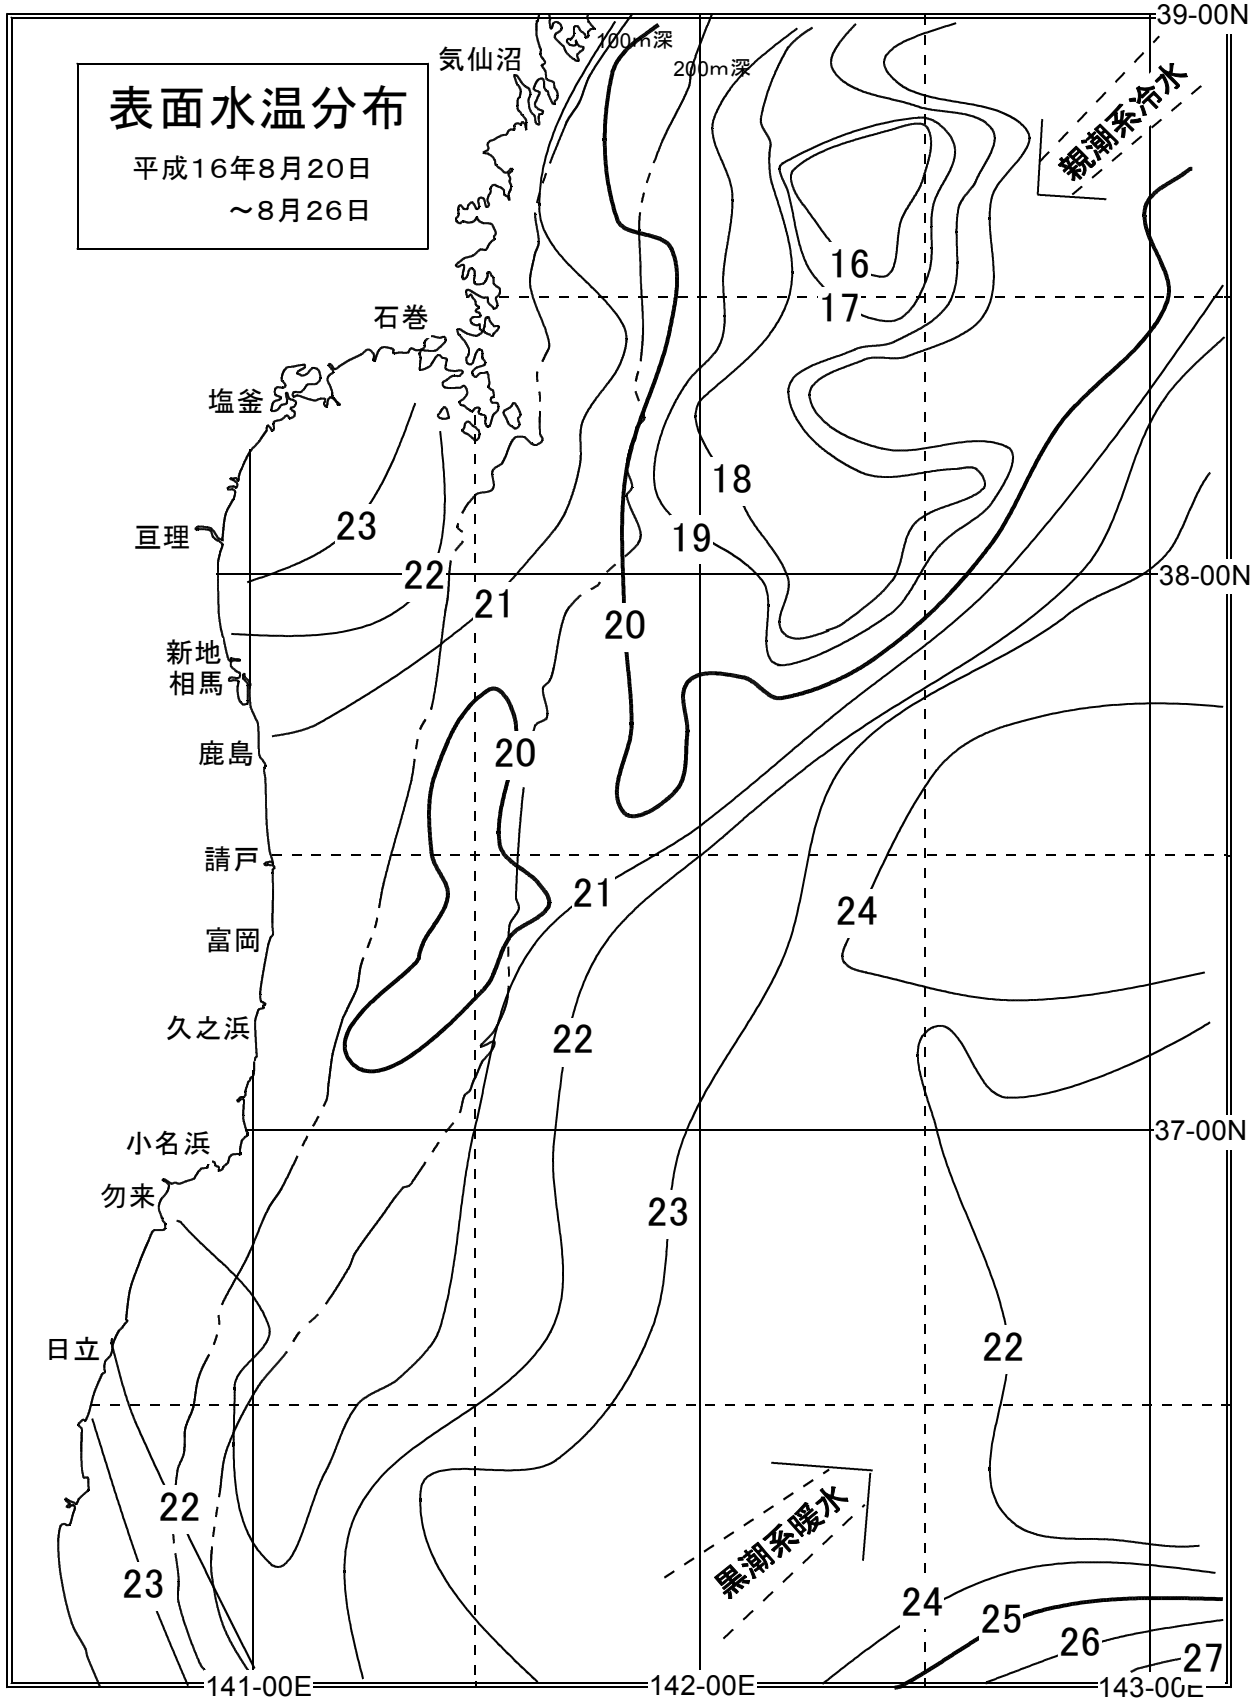 39-00N
100m深
気仙沼
200m深
表面水温分布
平成16年8月20日
～8月26日
親潮系冷水
16
17
石巻
塩釜
18
23
19
亘理
22
38-00N
21
20
新地
相馬
鹿島
20
請戸
21
24
富岡
久之浜
22
37-00N
小名浜
勿来
23
22
日立
22
黒潮系暖水
23
24
25
26
27
141-00E
142-00E
143-00E